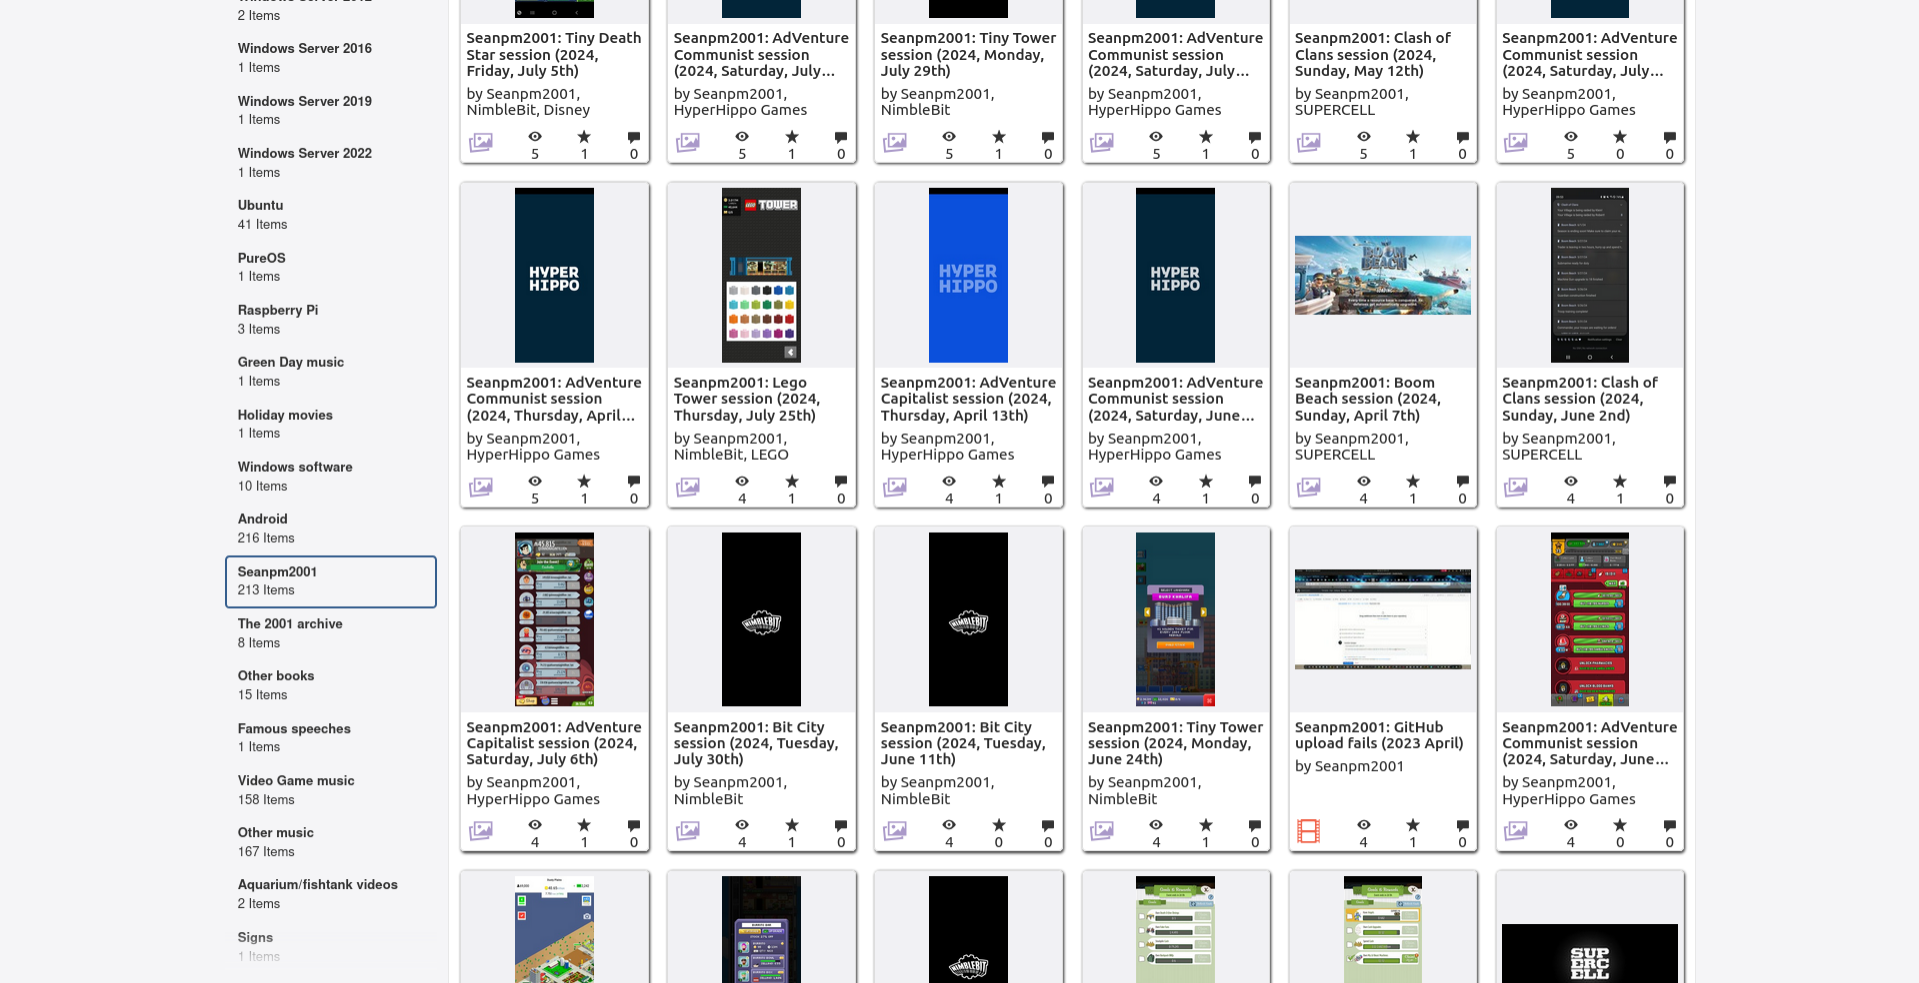 2 Items
Windows Server 2016
1 Items
Windows Server 2019
1 Items
Windows Server 2022
1 Items
Ubuntu
41 Items
PureOS
1 Items
Raspberry Pi
3 Items
Green Day music
1 Items
Holiday movies
1 Items
Windows software
10 Items
Android
216 Items
Seanpm2001
213 Items
The 2001 archive
8 Items
Other books
15 Items
Famous speeches
1 Items
Video Game music
158 Items
Other music
167 Items
Aquarium/fishtank videos
2 Items
Signs
1 Items
Seanpm2001: Tiny Death
Star session (2024,
Friday, July 5th)
by Seanpm2001,
NimbleBit, Disney
5 1 0
Seanpm2001: AdVenture
Communist session
(2024, Saturday, July...
by Seanpm2001,
HyperHippo Games
5 1 0
Seanpm2001: Tiny Tower
session (2024, Monday,
July 29th)
by Seanpm2001,
NimbleBit
5 1 0
Seanpm2001: AdVenture
Communist session
(2024, Saturday, July...
by Seanpm2001,
HyperHippo Games
5 1 0
Seanpm2001: Clash of
Clans session (2024,
Sunday, May 12th)
by Seanpm2001,
SUPERCELL
5 1 0
Seanpm2001: AdVenture
Communist session
(2024, Saturday, July...
by Seanpm2001,
HyperHippo Games
5 0 0
HYPER
HIPPO
Seanpm2001: AdVenture
Communist session
(2024, Thursday, April...
by Seanpm2001,
HyperHippo Games
5 1 0
LEGO TOWER
Seanpm2001: Lego
Tower session (2024,
Thursday, July 25th)
by Seanpm2001,
NimbleBit, LEGO
4 1 0
HYPER
HIPPO
Seanpm2001: AdVenture
Capitalist session (2024,
Thursday, April 13th)
by Seanpm2001,
HyperHippo Games
4 1 0
HYPER
HIPPO
Seanpm2001: AdVenture
Communist session
(2024, Saturday, June...
by Seanpm2001,
HyperHippo Games
4 1 0
BOOM
BEACH
Seanpm2001: Boom
Beach session (2024,
Sunday, April 7th)
by Seanpm2001,
SUPERCELL
4 1 0
Seanpm2001: Clash of
Clans session (2024,
Sunday, June 2nd)
by Seanpm2001,
SUPERCELL
4 1 0
Seanpm2001: AdVenture
Capitalist session (2024,
Saturday, July 6th)
by Seanpm2001,
HyperHippo Games
4 1 0
NIMBLEBIT
Seanpm2001: Bit City
session (2024, Tuesday,
July 30th)
by Seanpm2001,
NimbleBit
4 1 0
NIMBLEBIT
Seanpm2001: Bit City
session (2024, Tuesday,
June 11th)
by Seanpm2001,
NimbleBit
4 0 0
Seanpm2001: Tiny Tower
session (2024, Monday,
June 24th)
by Seanpm2001,
NimbleBit
4 1 0
Seanpm2001: GitHub
upload fails (2023 April)
by Seanpm2001
4 1 0
Seanpm2001: AdVenture
Communist session
(2024, Saturday, June...
by Seanpm2001,
HyperHippo Games
4 0 0
NIMBLEBIT
SUP
ERC
ELL